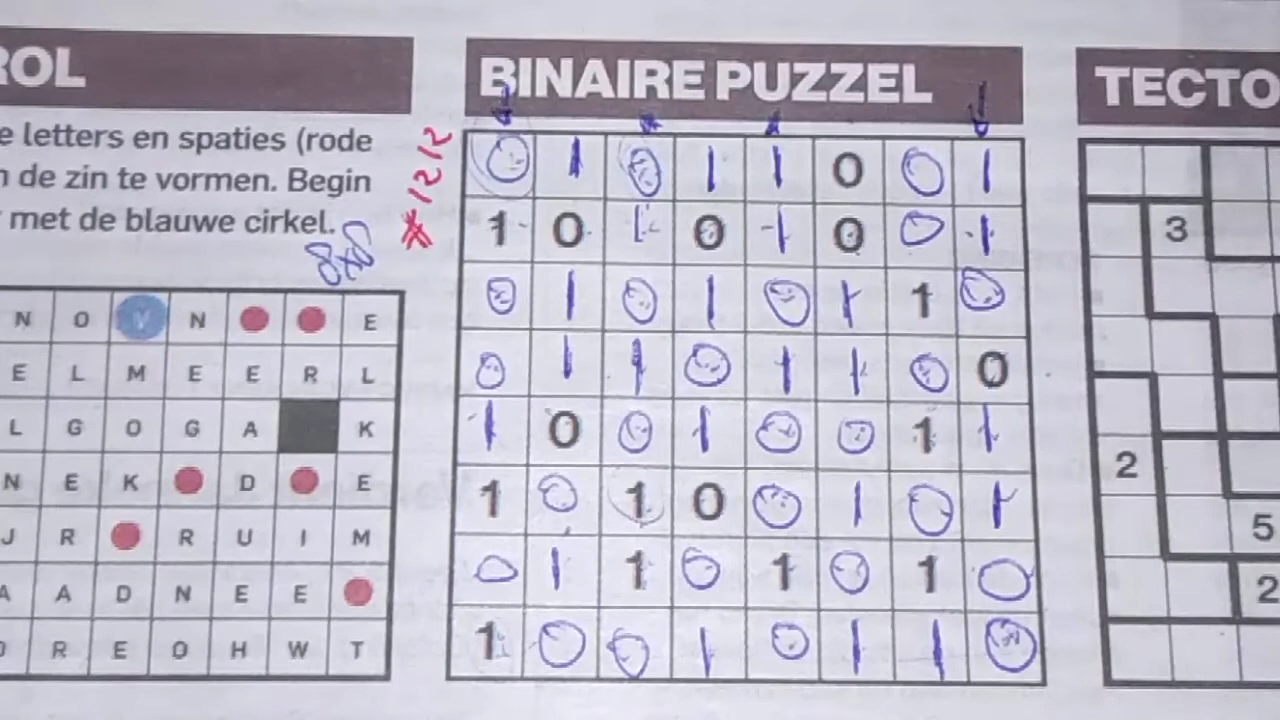 ROL
e letters en spaties (rode
n de zin te vormen. Begin
met de blauwe cirkel.
8x8
N O V N E
E L M E E R L
L G O G A K
N E K D E
J R R U I M
A A D N E E
O R E O H W T
#1212
BINAIRE PUZZEL
0 1 0 1 1 0 0 1
1 0 1 0 1 0 0 1
0 1 0 1 0 1 1 0
0 1 1 0 1 1 0 0
1 0 0 1 0 0 1 1
1 0 1 0 0 1 0 1
0 1 1 0 1 0 1 0
1 0 0 1 0 1 1 0
TECTO
3
2
5
2